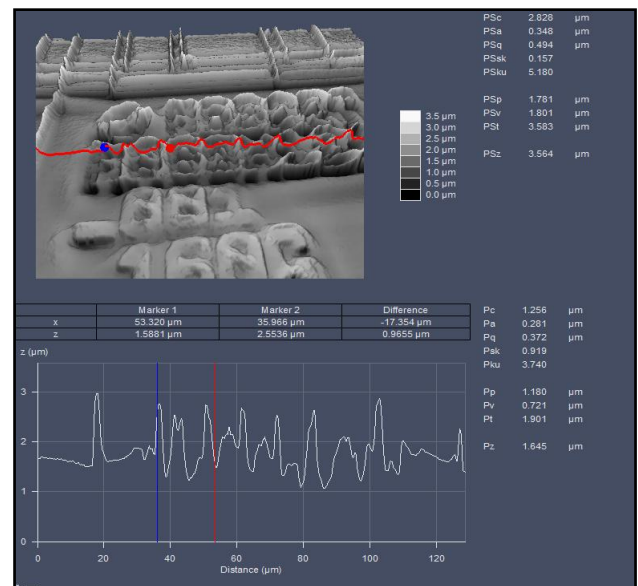 PSc 2.828 µm
PSa 0.348 µm
PSq 0.494 µm
PSsk 0.157
PSku 5.180
PSp 1.781 µm
PSv 1.801 µm
PSt 3.583 µm
PSz 3.564 µm
3.5 µm
3.0 µm
2.5 µm
2.0 µm
1.5 µm
1.0 µm
0.5 µm
0.0 µm
Marker 1 Marker 2 Difference
x 53.320 µm 35.966 µm -17.354 µm
z 1.5881 µm 2.5536 µm 0.9655 µm
Pc 1.256 µm
Pa 0.281 µm
Pq 0.372 µm
Psk 0.919
Pku 3.740
Pp 1.180 µm
Pv 0.721 µm
Pt 1.901 µm
Pz 1.645 µm
z (µm)
3
2
1
0
0 20 40 60 80 100 120
Distance (µm)